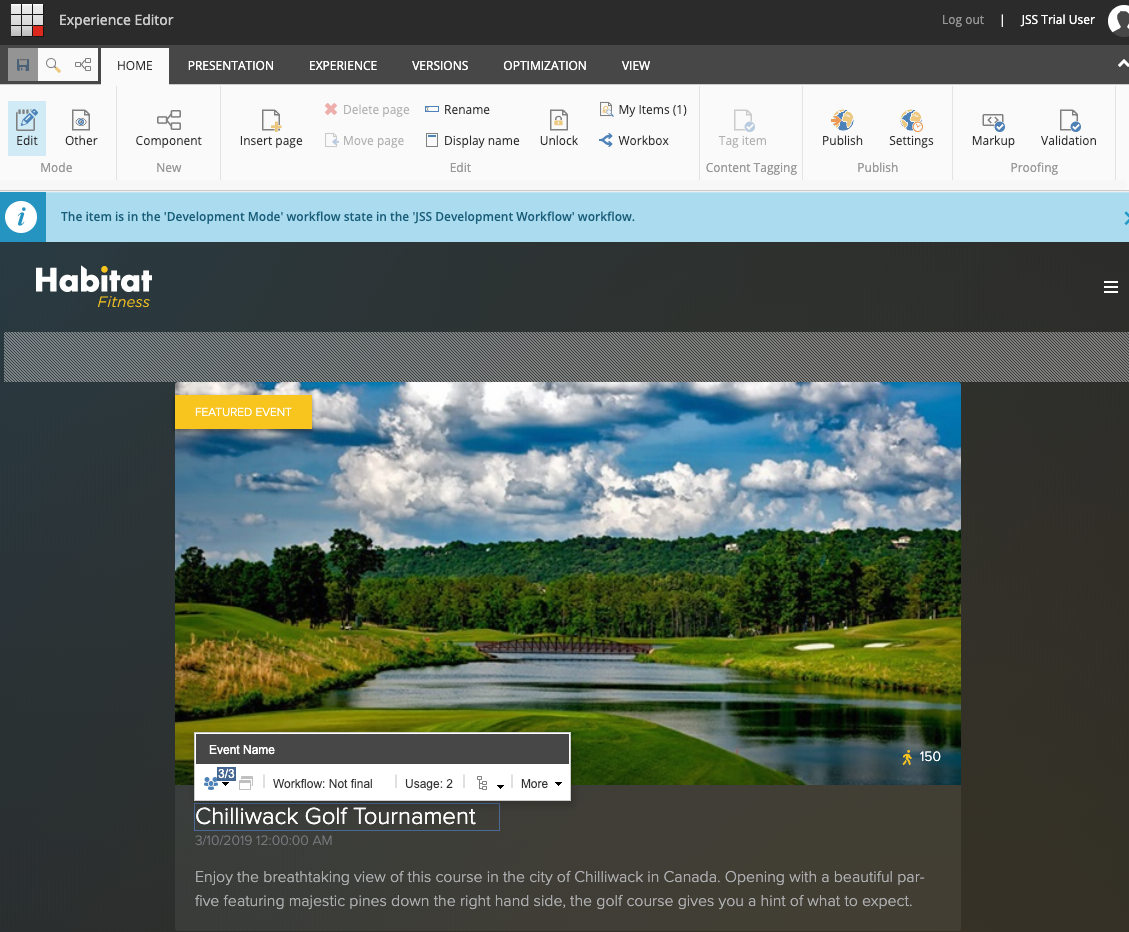 Experience Editor
Log out | JSS Trial User
HOME PRESENTATION EXPERIENCE VERSIONS OPTIMIZATION VIEW
Delete page Rename My Items (1)
Edit Other Component Insert page Move page Display name Unlock Workbox Tag item Publish Settings Markup Validation
Mode New Edit Content Tagging Publish Proofing
i The item is in the 'Development Mode' workflow state in the 'JSS Development Workflow' workflow.
Habitat
Fitness
FEATURED EVENT
Event Name
150
3/3 Workflow: Not final Usage: 2 More
Chilliwack Golf Tournament
3/10/2019 12:00:00 AM
Enjoy the breathtaking view of this course in the city of Chilliwack in Canada. Opening with a beautiful par-
five featuring majestic pines down the right hand side, the golf course gives you a hint of what to expect.